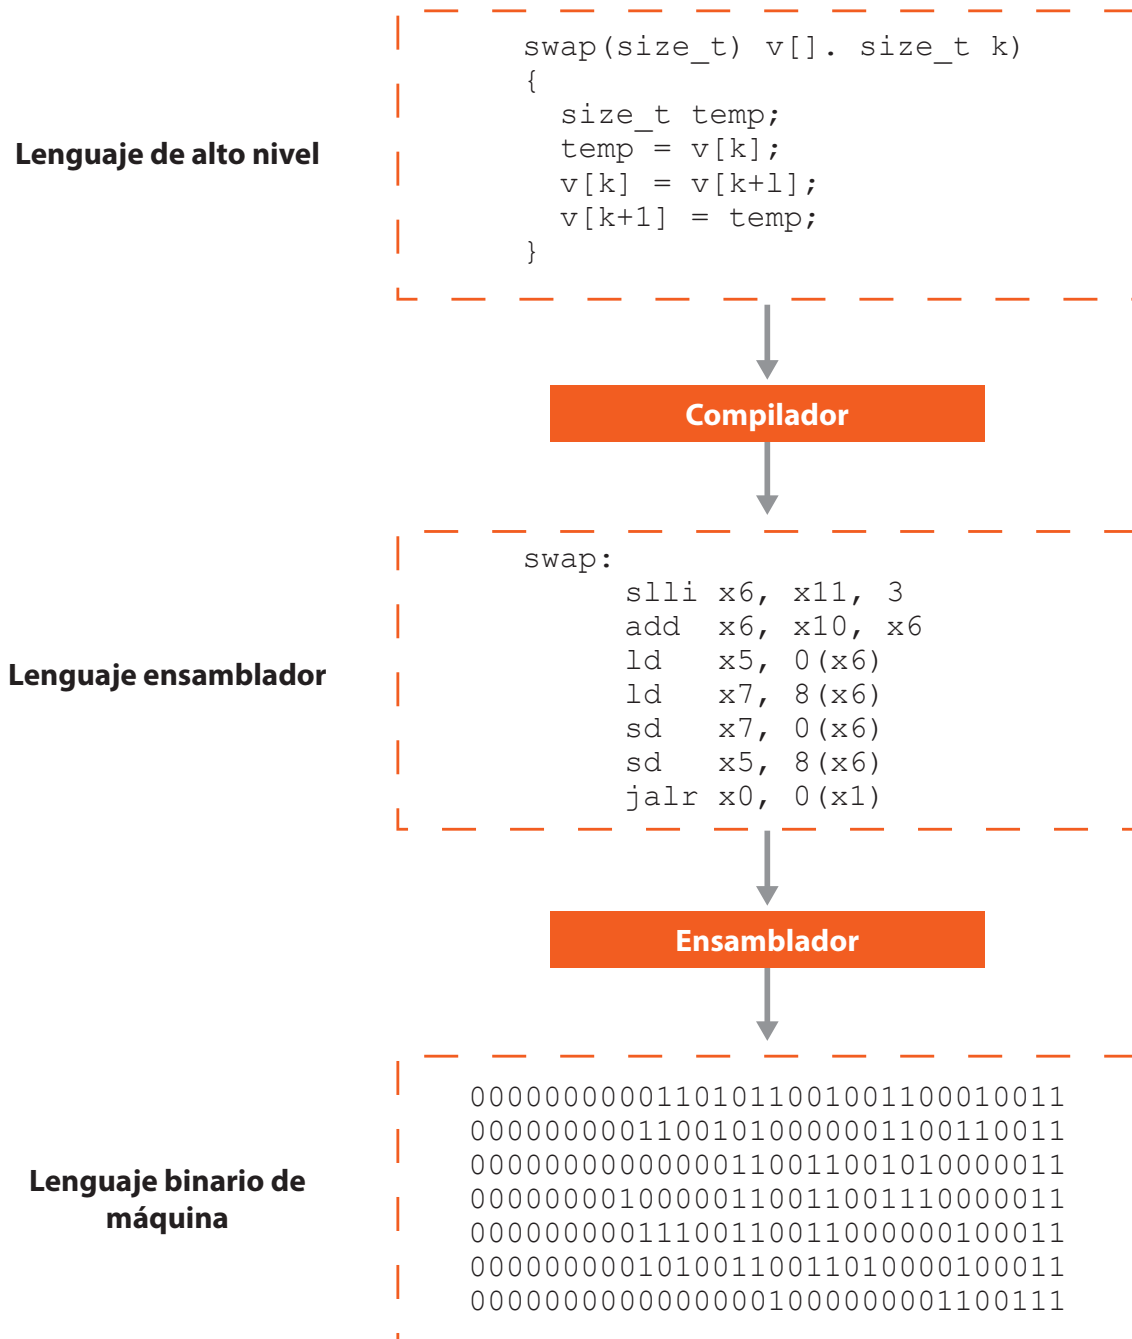 swap(size_t) v[]. size_t k)
{
size_t temp;
Lenguaje de alto nivel
temp = v[k];
v[k] = v[k+l];
v[k+1] = temp;
}
Compilador
swap:
slli x6, x11, 3
add x6, x10, x6
ld x5, 0(x6)
Lenguaje ensamblador
ld x7, 8(x6)
sd x7, 0(x6)
sd x5, 8(x6)
jalr x0, 0(x1)
Ensamblador
00000000001101011001001100010011
00000000011001010000001100110011
00000000000000110011001010000011
Lenguaje binario de
máquina
00000000100000110011001110000011
00000000011100110011000000100011
00000000010100110011010000100011
00000000000000001000000001100111